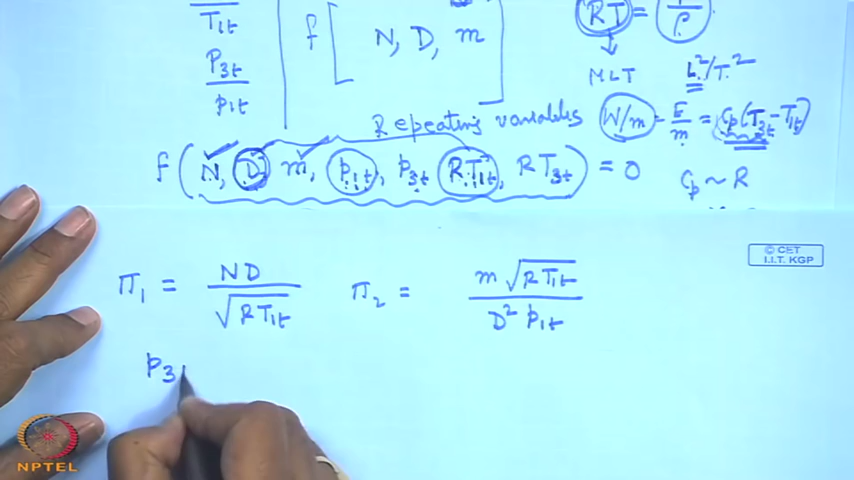 T1t
P3t
p1t
f [ N, D, m ]
RT = p/ρ
MLT L²/T²
Repeating variables W/m = E/m = Cp(T3t - T1t)
f(N, D, m, p1t, p3t, RT1t, RT3t) = 0 Cp ~ R
© CET
I.I.T. KGP
π1 = ND / √RT1t π2 = m√RT1t / D² p1t
p3
NPTEL